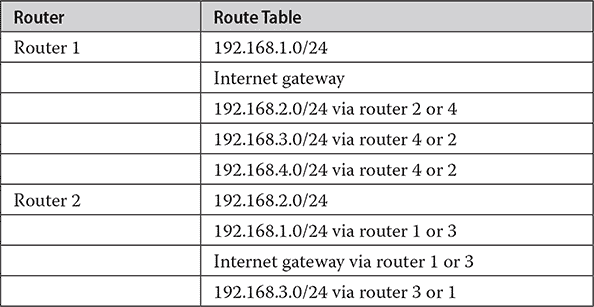 Router Route Table
Router 1 192.168.1.0/24
Internet gateway
192.168.2.0/24 via router 2 or 4
192.168.3.0/24 via router 4 or 2
192.168.4.0/24 via router 4 or 2
Router 2 192.168.2.0/24
192.168.1.0/24 via router 1 or 3
Internet gateway via router 1 or 3
192.168.3.0/24 via router 3 or 1